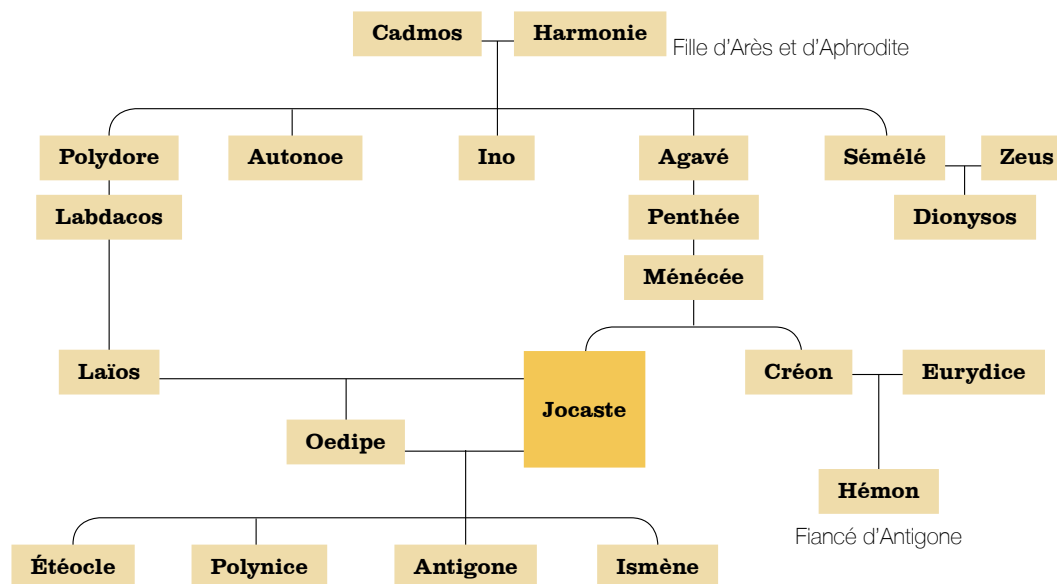 Cadmos
Harmonie
Fille d'Arès et d'Aphrodite
Polydore
Autonoe
Ino
Agavé
Sémélé
Zeus
Labdacos
Penthée
Dionysos
Ménécée
Laïos
Jocaste
Créon
Eurydice
Oedipe
Hémon
Fiancé d'Antigone
Étéocle
Polynice
Antigone
Ismène